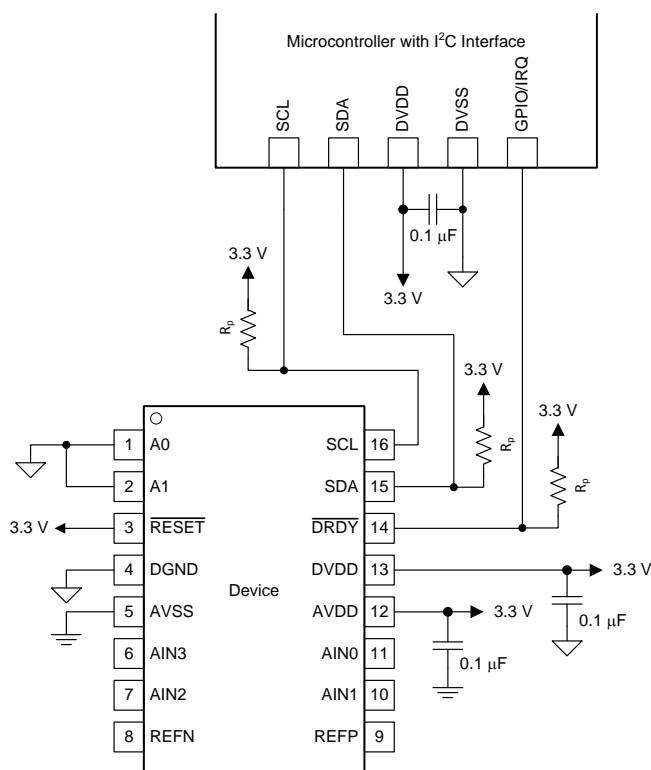 Microcontroller with I²C Interface
SCL
SDA
DVDD
DVSS
GPIO/IRQ
0.1 μF
3.3 V
3.3 V
Rp
3.3 V
Rp
3.3 V
Rp
1 A0
SCL 16
2 A1
SDA 15
3.3 V
3 RESET
DRDY 14
4 DGND
DVDD 13
3.3 V
Device
5 AVSS
AVDD 12
3.3 V
0.1 μF
6 AIN3
AIN0 11
0.1 μF
7 AIN2
AIN1 10
8 REFN
REFP 9